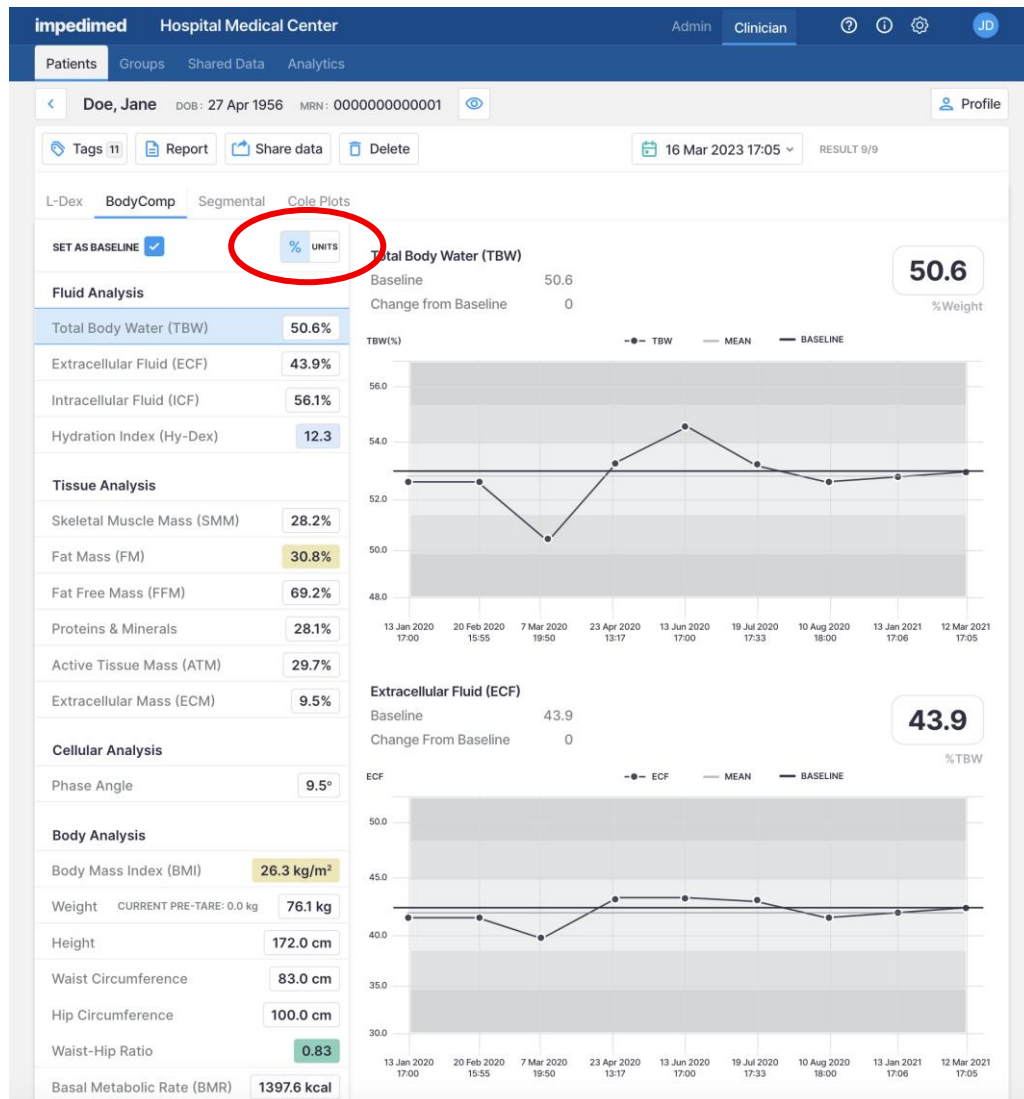 impedimed Hospital Medical Center Admin Clinician JD
Patients Groups Shared Data Analytics
Doe, Jane DOB: 27 Apr 1956 MRN: 0000000000001 Profile
Tags 11 Report Share data Delete 16 Mar 2023 17:05 RESULT 9/9
L-Dex BodyComp Segmental Cole Plots
SET AS BASELINE % UNITS
Fluid Analysis
Total Body Water (TBW) 50.6%
Extracellular Fluid (ECF) 43.9%
Intracellular Fluid (ICF) 56.1%
Hydration Index (Hy-Dex) 12.3
Tissue Analysis
Skeletal Muscle Mass (SMM) 28.2%
Fat Mass (FM) 30.8%
Fat Free Mass (FFM) 69.2%
Proteins & Minerals 28.1%
Active Tissue Mass (ATM) 29.7%
Extracellular Mass (ECM) 9.5%
Cellular Analysis
Phase Angle 9.5°
Body Analysis
Body Mass Index (BMI) 26.3 kg/m²
Weight CURRENT PRE-TARE: 0.0 kg 76.1 kg
Height 172.0 cm
Waist Circumference 83.0 cm
Hip Circumference 100.0 cm
Waist-Hip Ratio 0.83
Basal Metabolic Rate (BMR) 1397.6 kcal
Total Body Water (TBW)
Baseline 50.6
Change from Baseline 0
50.6
%Weight
TBW(%) TBW MEAN BASELINE
56.0
54.0
52.0
50.0
48.0
13 Jan 2020 20 Feb 2020 7 Mar 2020 23 Apr 2020 13 Jun 2020 19 Jul 2020 10 Aug 2020 13 Jan 2021 12 Mar 2021
17:00 15:55 19:50 13:17 17:00 17:33 18:00 17:06 17:05
Extracellular Fluid (ECF)
Baseline 43.9
Change From Baseline 0
43.9
%TBW
ECF ECF MEAN BASELINE
50.0
45.0
40.0
35.0
30.0
13 Jan 2020 20 Feb 2020 7 Mar 2020 23 Apr 2020 13 Jun 2020 19 Jul 2020 10 Aug 2020 13 Jan 2021 12 Mar 2021
17:00 15:55 19:50 13:17 17:00 17:33 18:00 17:06 17:05